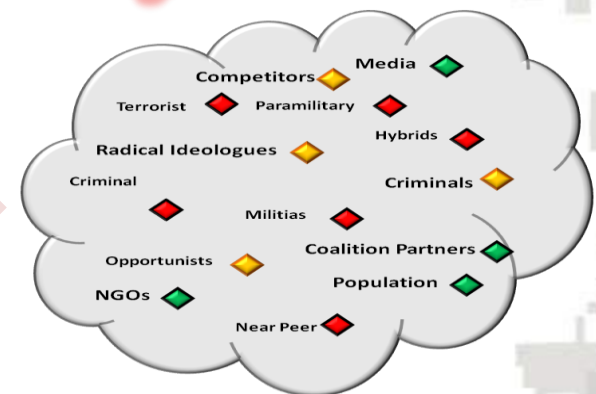 Media
Competitors
Terrorist
Paramilitary
Hybrids
Radical Ideologues
Criminal
Criminals
Militias
Coalition Partners
Opportunists
Population
NGOs
Near Peer